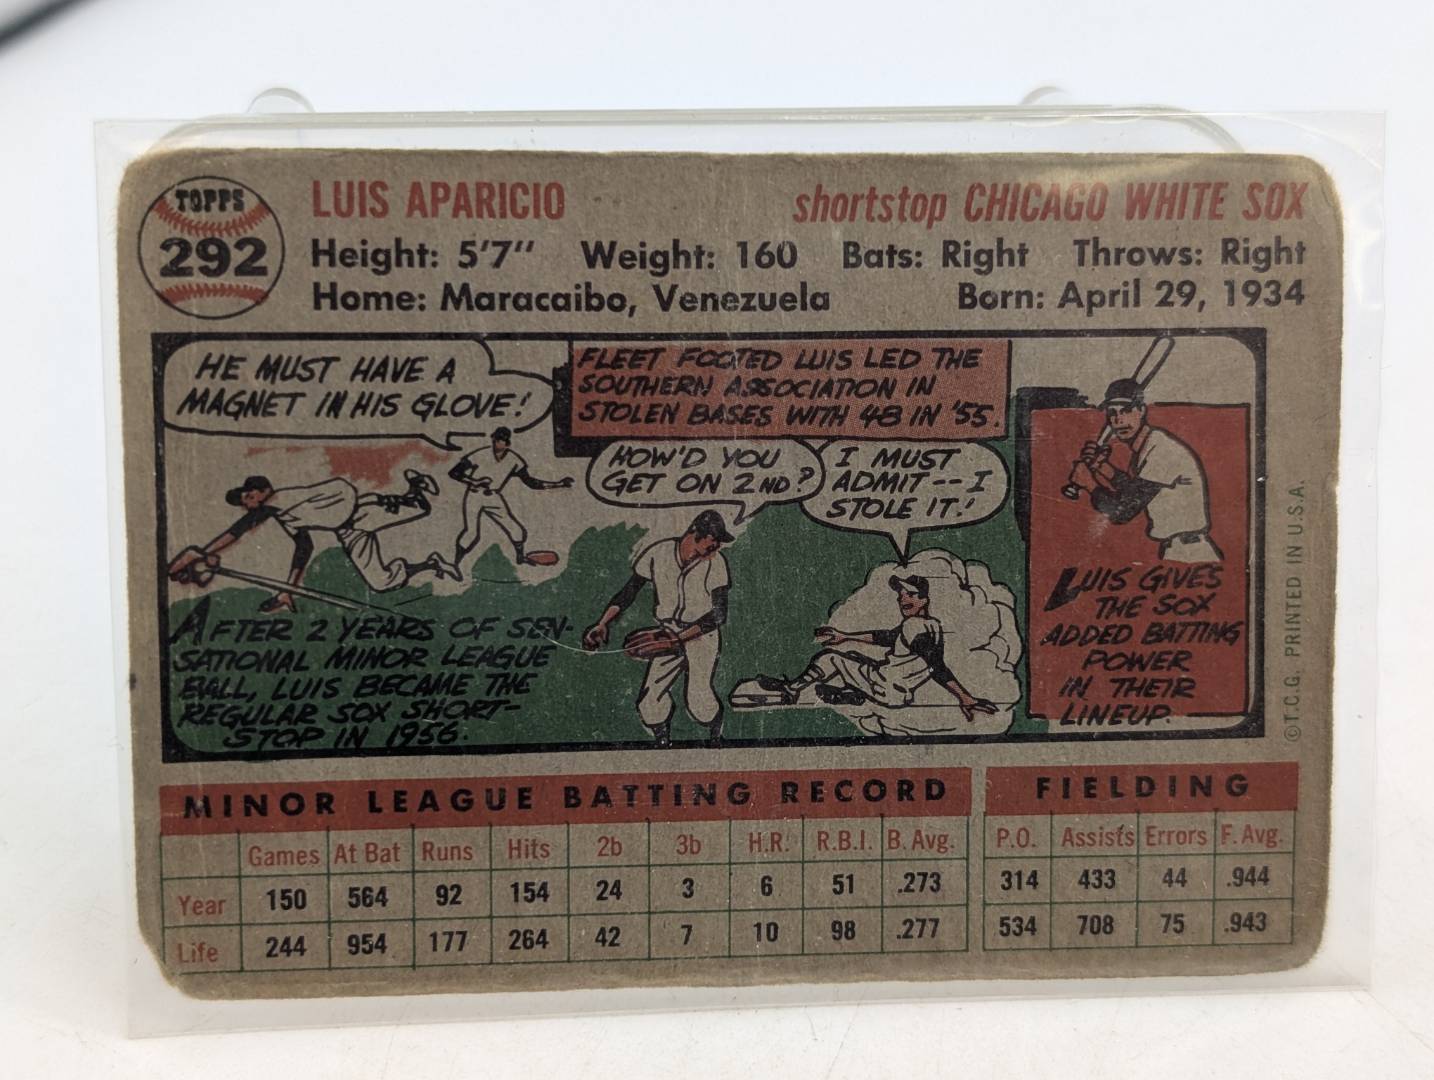 TOPPS
292
LUIS APARICIO shortstop CHICAGO WHITE SOX
Height: 5'7" Weight: 160 Bats: Right Throws: Right
Home: Maracaibo, Venezuela Born: April 29, 1934
HE MUST HAVE A
MAGNET IN HIS GLOVE!
FLEET FOOTED LUIS LED THE
SOUTHERN ASSOCIATION IN
STOLEN BASES WITH 48 IN '55.
HOW'D YOU
GET ON 2ND?
I MUST
ADMIT--I
STOLE IT!
AFTER 2 YEARS OF SEN-
SATIONAL MINOR LEAGUE
BALL, LUIS BECAME THE
REGULAR SOX SHORT-
STOP IN 1956.
LUIS GIVES
THE SOX
ADDED BATTING
POWER
IN THEIR
LINEUP.
©T.C.G. PRINTED IN U.S.A.
MINOR LEAGUE BATTING RECORD FIELDING
Games At Bat Runs Hits 2b 3b H.R. R.B.I. B. Avg. P.O. Assists Errors F. Avg.
Year 150 564 92 154 24 3 6 51 .273 314 433 44 .944
Life 244 954 177 264 42 7 10 98 .277 534 708 75 .943